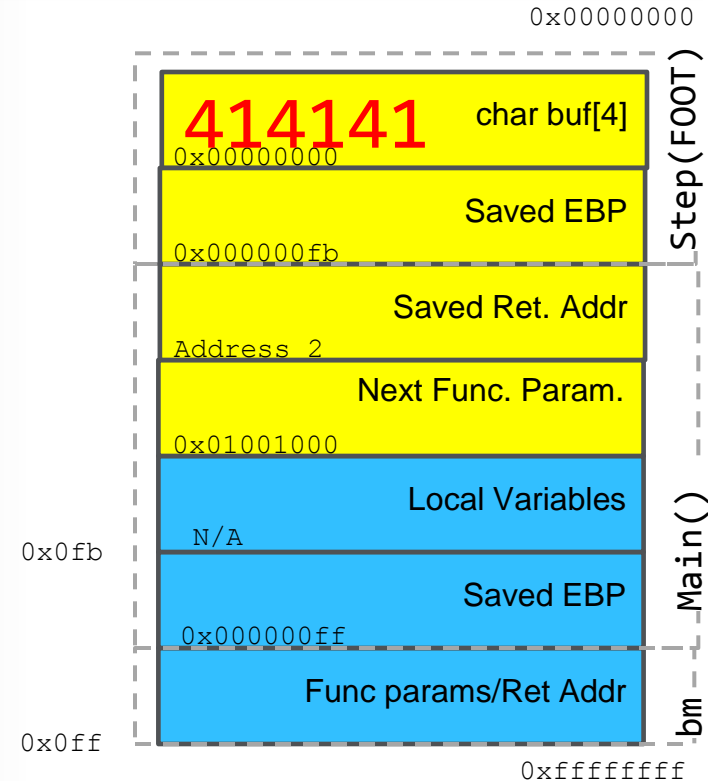 0x00000000
414141
char buf[4]
0x00000000
Saved EBP
0x000000fb
Step(FOOT)
Saved Ret. Addr
Address 2
Next Func. Param.
0x01001000
Local Variables
N/A
0x0fb
Saved EBP
0x000000ff
Main()
Func params/Ret Addr
0x0ff
bm
0xffffffff